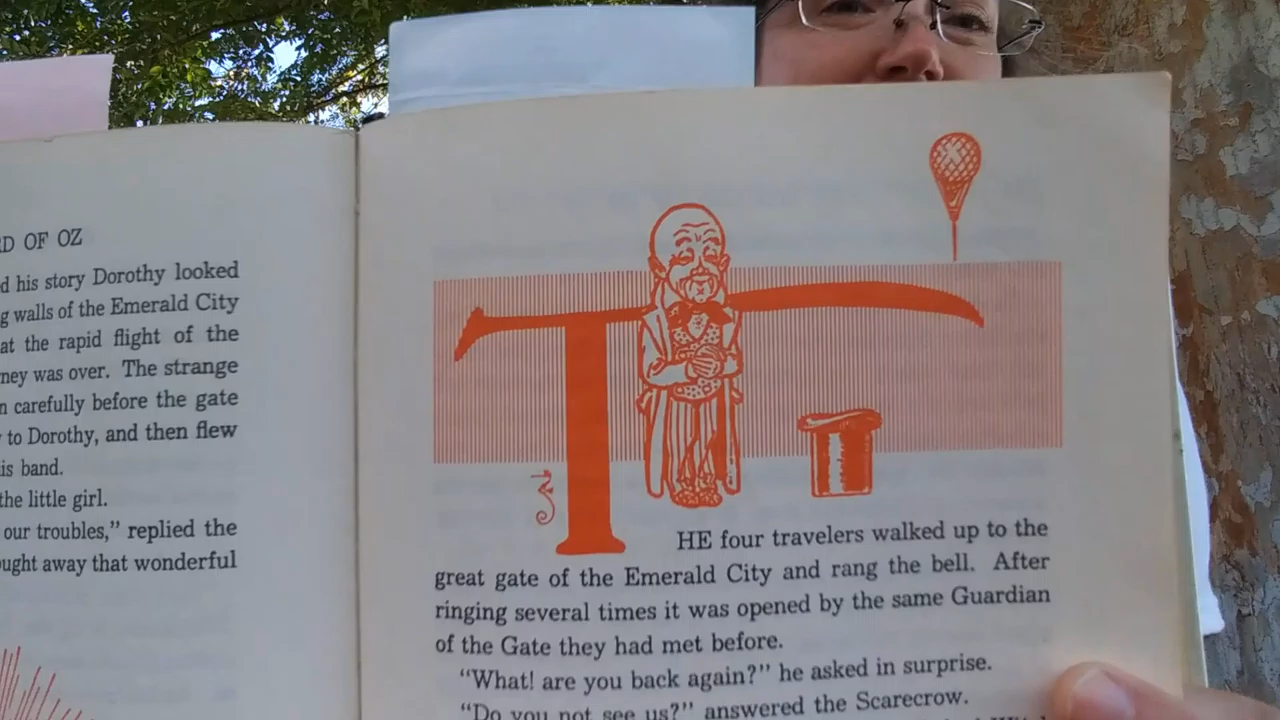 D OF OZ
d his story Dorothy looked
g walls of the Emerald City
at the rapid flight of the
ney was over. The strange
n carefully before the gate
to Dorothy, and then flew
is band.
the little girl.
our troubles," replied the
ught away that wonderful
THE four travelers walked up to the
great gate of the Emerald City and rang the bell. After
ringing several times it was opened by the same Guardian
of the Gate they had met before.
"What! are you back again?" he asked in surprise.
"Do you not see us?" answered the Scarecrow.